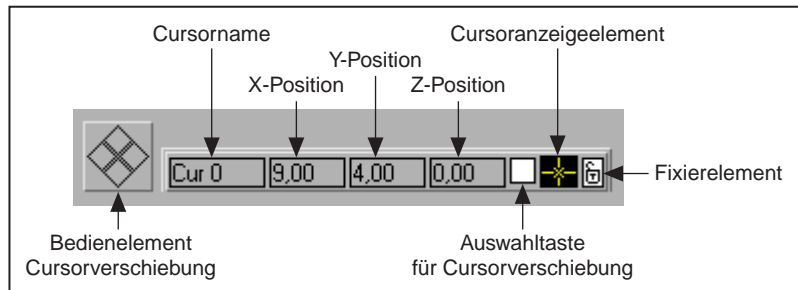 Cursorname
Cursoranzeigeelement
Y-Position
X-Position
Z-Position
Cur 0
9,00
4,00
0,00
Fixierelement
Bedienelement
Cursorverschiebung
Auswahltaste
für Cursorverschiebung